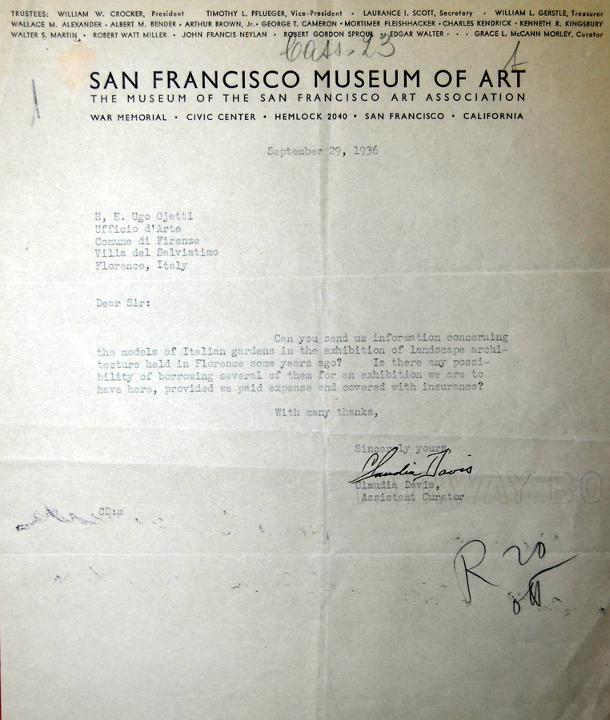 TRUSTEES: WILLIAM W. CROCKER, President TIMOTHY L. PFLUEGER, Vice-President • LAURANCE I. SCOTT, Secretary • WILLIAM L. GERSTLE, Treasurer
WALLACE M. ALEXANDER • ALBERT M. BENDER • ARTHUR BROWN, Jr. • GEORGE T. CAMERON • MORTIMER FLEISHHACKER • CHARLES KENDRICK • KENNETH R. KINGSBURY
WALTER S. MARTIN • ROBERT WATT MILLER • JOHN FRANCIS NEYLAN • ROBERT GORDON SPROUL • EDGAR WALTER • • • GRACE L. McCANN MORLEY, Curator
Cass. 23
SAN FRANCISCO MUSEUM OF ART
THE MUSEUM OF THE SAN FRANCISCO ART ASSOCIATION
WAR MEMORIAL • CIVIC CENTER • HEMLOCK 2040 • SAN FRANCISCO • CALIFORNIA
September 29, 1936
H, E. Ugo Ojetti
Ufficio d'Arte
Comune di Firenze
Villa del Salviatimo
Florence, Italy
Dear Sir:
Can you send us information concerning
the models of Italian gardens in the exhibition of landscape archi-
tecture held in Florence some years ago? Is there any possi-
bility of borrowing several of them for an exhibition we are to
have here, provided we paid expense and covered with insurance?
With many thanks,
Sincerely yours
Claudia Davis
Claudia Davis,
Assistant Curator
WAY BO
CD:m
R 20